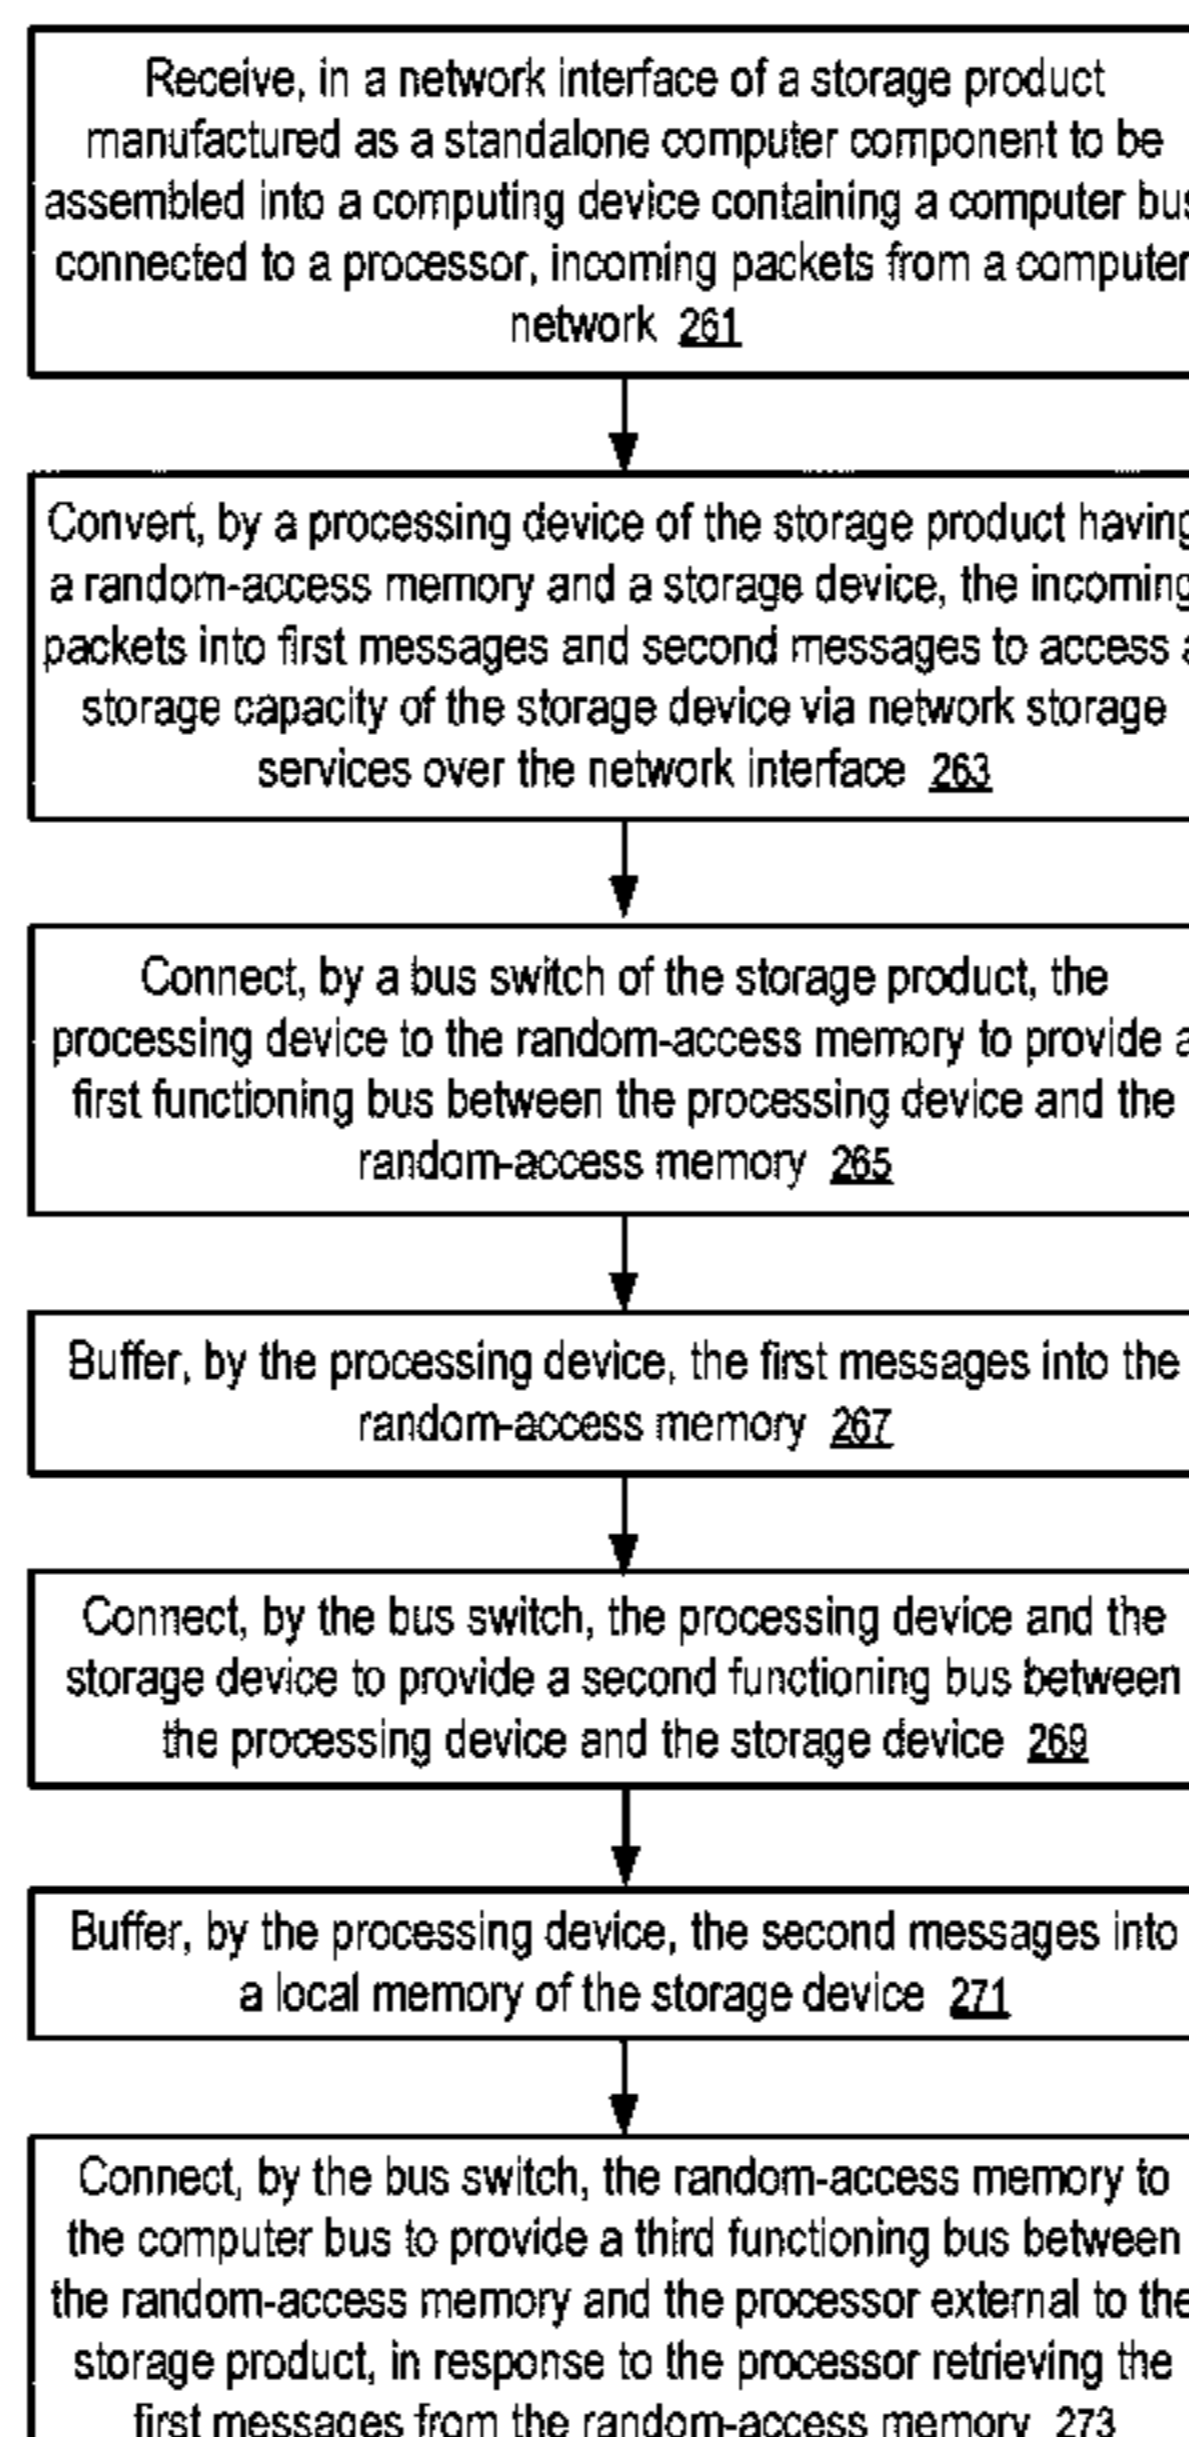 Receive, in a network interface of a storage product
manufactured as a standalone computer component to be
assembled into a computing device containing a computer bus
connected to a processor, incoming packets from a computer
network 261
Convert, by a processing device of the storage product having
a random-access memory and a storage device, the incoming
packets into first messages and second messages to access a
storage capacity of the storage device via network storage
services over the network interface 263
Connect, by a bus switch of the storage product, the
processing device to the random-access memory to provide a
first functioning bus between the processing device and the
random-access memory 265
Buffer, by the processing device, the first messages into the
random-access memory 267
Connect, by the bus switch, the processing device and the
storage device to provide a second functioning bus between
the processing device and the storage device 269
Buffer, by the processing device, the second messages into
a local memory of the storage device 271
Connect, by the bus switch, the random-access memory to
the computer bus to provide a third functioning bus between
the random-access memory and the processor external to the
storage product, in response to the processor retrieving the
first messages from the random-access memory 273